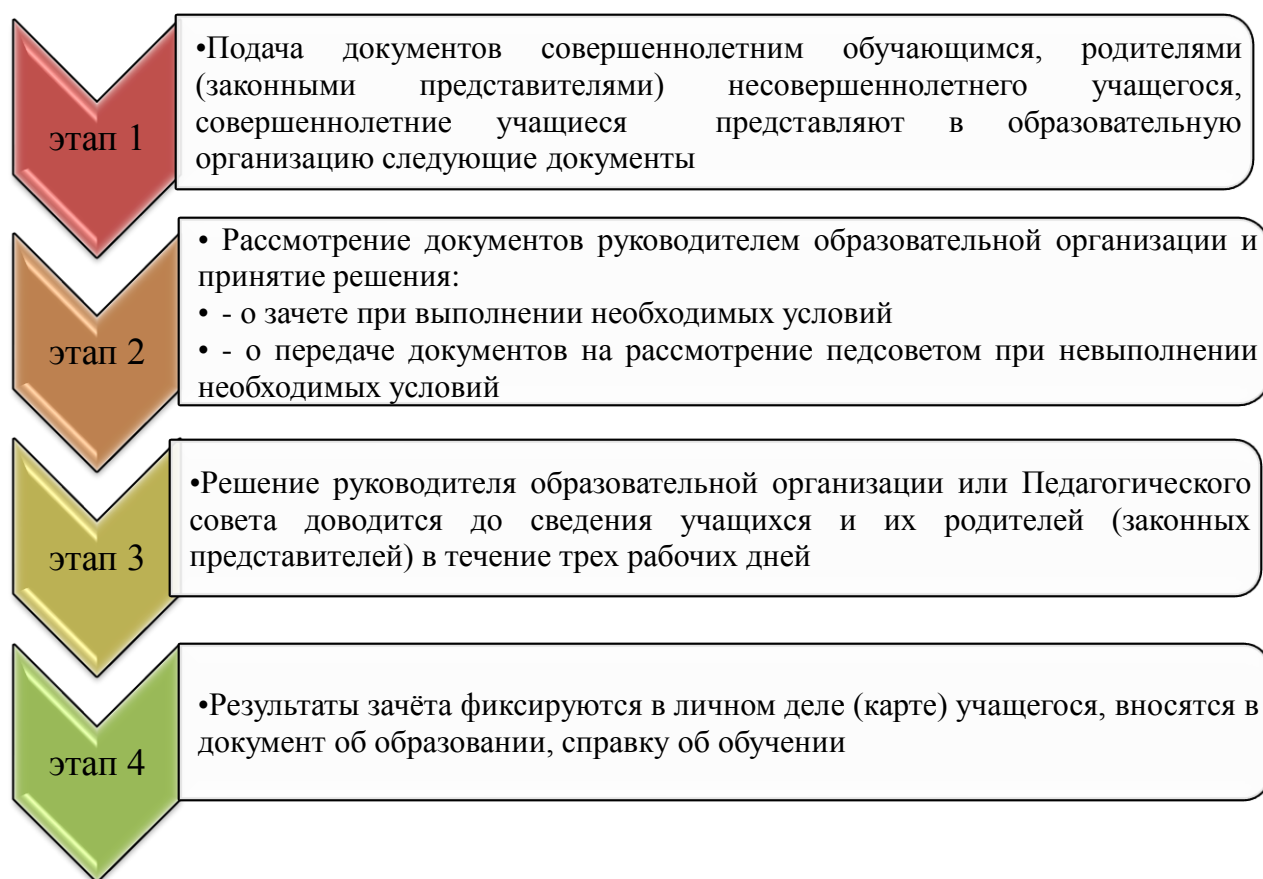 •Подача документов совершеннолетним обучающимся, родителями
(законными представителями) несовершеннолетнего учащегося,
совершеннолетние учащиеся представляют в образовательную
организацию следующие документы
этап 1
• Рассмотрение документов руководителем образовательной организации и
принятие решения:
• - о зачете при выполнении необходимых условий
• - о передаче документов на рассмотрение педсоветом при невыполнении
необходимых условий
этап 2
•Решение руководителя образовательной организации или Педагогического
совета доводится до сведения учащихся и их родителей (законных
представителей) в течение трех рабочих дней
этап 3
•Результаты зачёта фиксируются в личном деле (карте) учащегося, вносятся в
документ об образовании, справку об обучении
этап 4